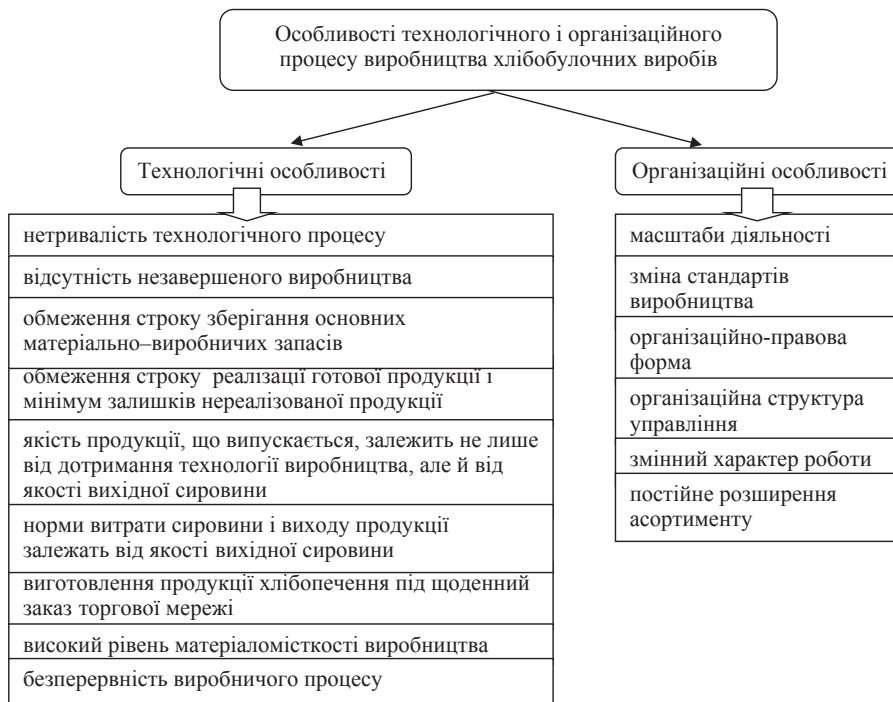 Особливості технологічного і організаційного
процесу виробництва хлібобулочних виробів
Технологічні особливості
нетривалість технологічного процесу
відсутність незавершеного виробництва
обмеження строку зберігання основних
матеріально–виробничих запасів
обмеження строку реалізації готової продукції і
мінімум залишків нереалізованої продукції
якість продукції, що випускається, залежить не лише
від дотримання технології виробництва, але й від
якості вихідної сировини
норми витрати сировини і виходу продукції
залежать від якості вихідної сировини
виготовлення продукції хлібопечення під щоденний
заказ торгової мережі
високий рівень матеріаломісткості виробництва
безперервність виробничого процесу
Організаційні особливості
масштаби діяльності
зміна стандартів
виробництва
організаційно-правова
форма
організаційна структура
управління
змінний характер роботи
постійне розширення
асортименту